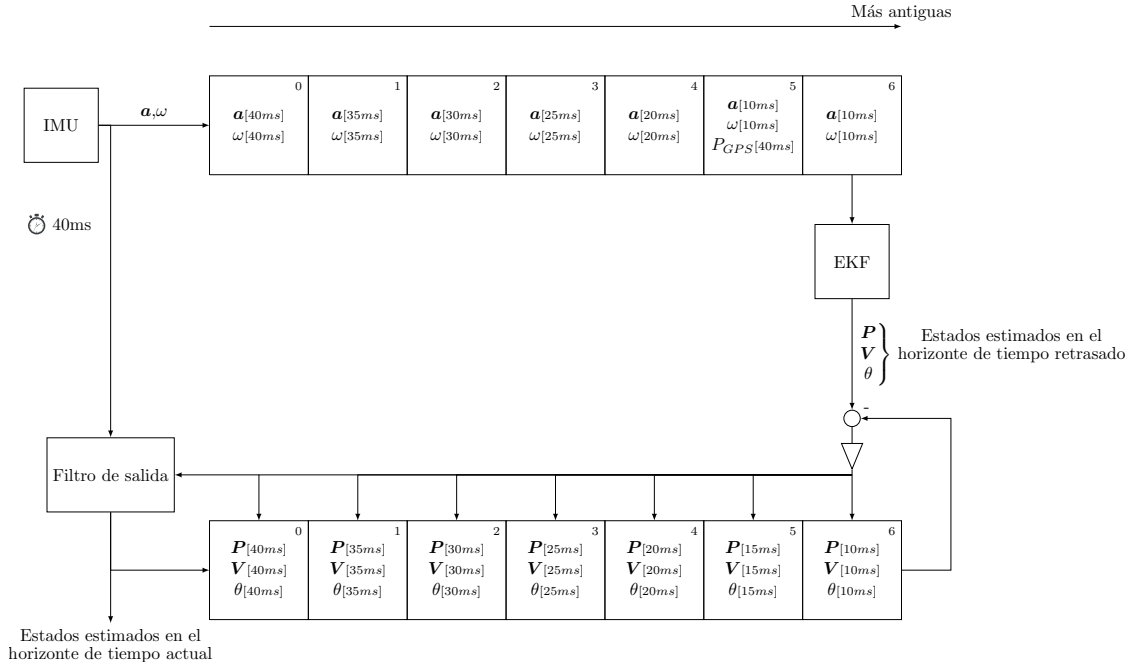 Más antiguas
IMU
a,ω
0
a[40ms]
ω[40ms]
1
a[35ms]
ω[35ms]
2
a[30ms]
ω[30ms]
3
a[25ms]
ω[25ms]
4
a[20ms]
ω[20ms]
5
a[10ms]
ω[10ms]
P_GPS[40ms]
6
a[10ms]
ω[10ms]
40ms
EKF
P
V
θ
Estados estimados en el
horizonte de tiempo retrasado
-
Filtro de salida
0
P[40ms]
V[40ms]
θ[40ms]
1
P[35ms]
V[35ms]
θ[35ms]
2
P[30ms]
V[30ms]
θ[30ms]
3
P[25ms]
V[25ms]
θ[25ms]
4
P[20ms]
V[20ms]
θ[20ms]
5
P[15ms]
V[15ms]
θ[15ms]
6
P[10ms]
V[10ms]
θ[10ms]
Estados estimados en el
horizonte de tiempo actual